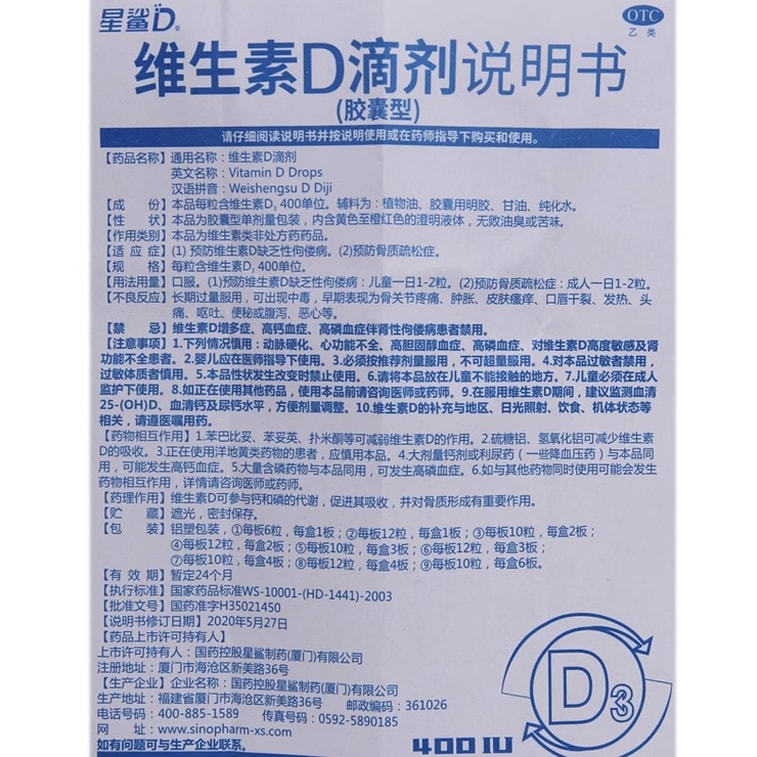 星鲨D®
OTC
乙类
维生素D滴剂说明书
(胶囊型)
请仔细阅读说明书并按说明使用或在药师指导下购买和使用。
【药品名称】通用名称：维生素D滴剂
英文名称：Vitamin D Drops
汉语拼音：Weishengsu D Diji
【成 份】本品每粒含维生素D₃ 400单位。辅料为：植物油、胶囊用明胶、甘油、纯化水。
【性 状】本品为胶囊型单剂量包装，内含黄色至橙红色的澄明液体，无败油臭或苦味。
【作用类别】本品为维生素类非处方药药品。
【适 应 症】(1) 预防维生素D缺乏性佝偻病。(2)预防骨质疏松症。
【规 格】每粒含维生素D₃ 400单位。
【用法用量】口服。(1)预防维生素D缺乏性佝偻病：儿童一日1-2粒。(2)预防骨质疏松症：成人一日1-2粒。
【不良反应】长期过量服用，可出现中毒，早期表现为骨关节疼痛、肿胀、皮肤瘙痒、口唇干裂、发热、头
痛、呕吐、便秘或腹泻、恶心等。
【禁 忌】维生素D增多症、高钙血症、高磷血症伴肾性佝偻病患者禁用。
【注意事项】1.下列情况慎用：动脉硬化、心功能不全、高胆固醇血症、高磷血症、对维生素D高度敏感及肾
功能不全患者。2.婴儿应在医师指导下使用。3.必须按推荐剂量服用，不可超量服用。4.对本品过敏者禁用，
过敏体质者慎用。5.本品性状发生改变时禁止使用。6.请将本品放在儿童不能接触的地方。7.儿童必须在成人
监护下使用。8.如正在使用其他药品，使用本品前请咨询医师或药师。9.在服用维生素D期间，建议监测血清
25-(OH)D、血清钙及尿钙水平，方便剂量调整。10.维生素D的补充与地区、日光照射、饮食、机体状态等
相关，请遵医嘱用药。
【药物相互作用】1.苯巴比妥、苯妥英、扑米酮等可减弱维生素D的作用。2.硫糖铝、氢氧化铝可减少维生素
D的吸收。3.正在使用洋地黄类药物的患者，应慎用本品。4.大剂量钙剂或利尿药（一些降血压药）与本品同
用，可能发生高钙血症。5.大量含磷药物与本品同用，可发生高磷血症。6.如与其他药物同时使用可能会发生
药物相互作用，详情请咨询医师或药师。
【药理作用】维生素D可参与钙和磷的代谢，促进其吸收，并对骨质形成有重要作用。
【贮 藏】遮光，密封保存。
【包 装】铝塑包装，①每板6粒，每盒1板；②每板12粒，每盒1板；③每板10粒，每盒2板；
④每板12粒，每盒2板；⑤每板10粒，每盒3板；⑥每板12粒，每盒3板；
⑦每板10粒，每盒4板；⑧每板12粒，每盒4板；⑨每板10粒，每盒6板。
【有 效 期】暂定24个月
【执行标准】国家药品标准WS-10001-(HD-1441)-2003
【批准文号】国药准字H35021450
【说明书修订日期】2020年5月27日
【药品上市许可持有人】
上市许可持有人：国药控股星鲨制药(厦门)有限公司
注册地址：厦门市海沧区新美路36号
【生产企业】企业名称：国药控股星鲨制药(厦门)有限公司
生产地址：福建省厦门市海沧区新美路36号 邮政编码：361026
电话号码：400-885-1589 传真号码：0592-5890185
网 址：www.sinopharm-xs.com
如有问题可与生产企业联系。
D3
400 IU